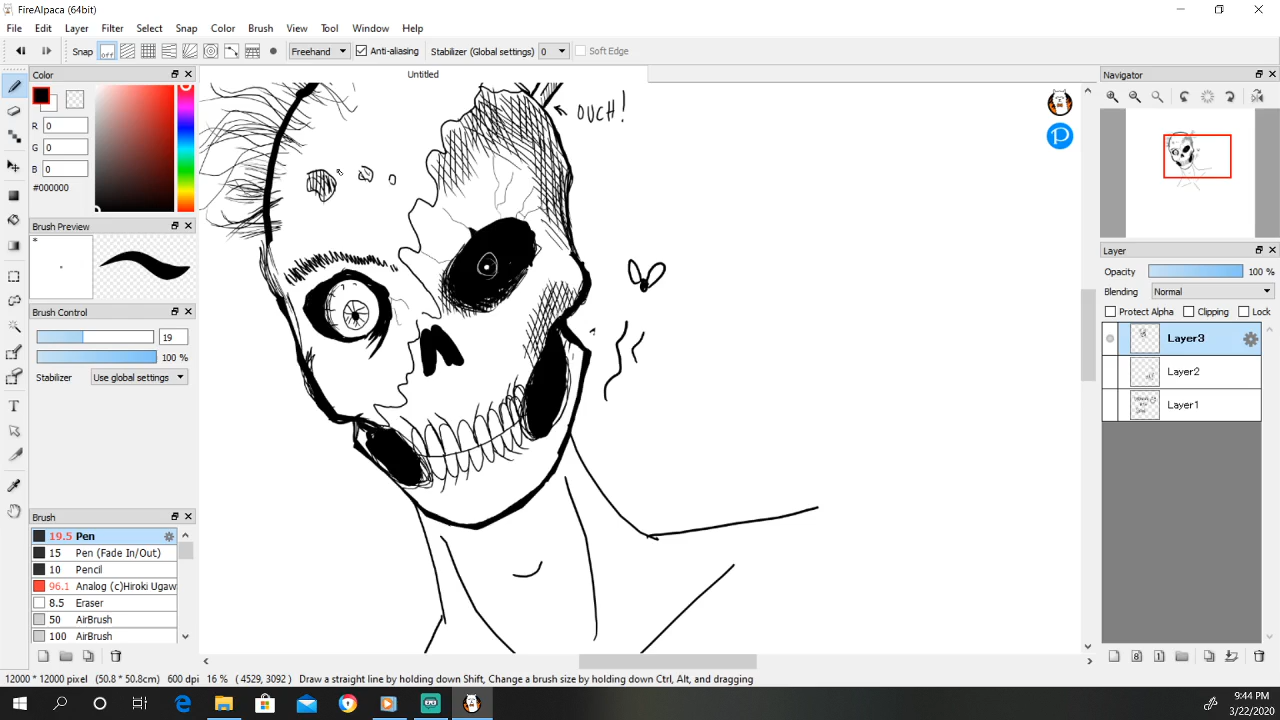 FireAlpaca (64bit)
File Edit Layer Filter Select Snap Color Brush View Tool Window Help
Snap off Freehand Anti-aliasing Stabilizer (Global settings) 0 Soft Edge
Untitled
Color
R 0
G 0
B 0
#000000
Brush Preview
Brush Control
19
100 %
Stabilizer Use global settings
Brush
19.5 Pen
15 Pen (Fade In/Out)
10 Pencil
96.1 Analog (c)Hiroki Ugaw
8.5 Eraser
50 AirBrush
100 AirBrush
OUCH!
P
Navigator
Layer
Opacity 100 %
Blending Normal
Protect Alpha Clipping Lock
Layer3
Layer2
Layer1
12000 * 12000 pixel (50.8 * 50.8cm) 600 dpi 16 % ( 4529, 3092 ) Draw a straight line by holding down Shift, Change a brush size by holding down Ctrl, Alt, and dragging
9:44 PM
3/22/2020